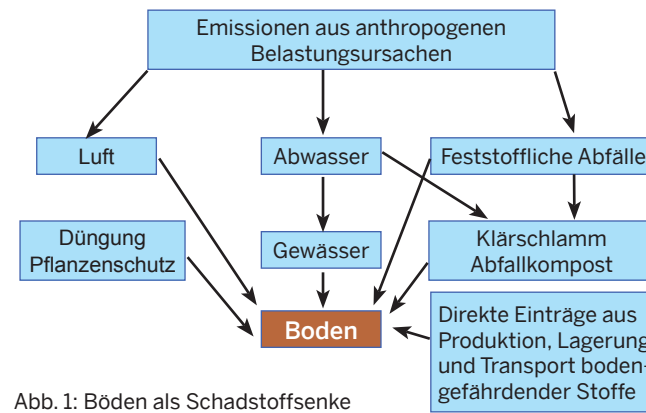 Emissionen aus anthropogenen
Belastungsursachen
Luft
Abwasser
Feststoffliche Abfälle
Düngung
Pflanzenschutz
Gewässer
Klärschlamm
Abfallkompost
Boden
Direkte Einträge aus
Produktion, Lagerung
und Transport boden-
gefährdender Stoffe
Abb. 1: Böden als Schadstoffsenke